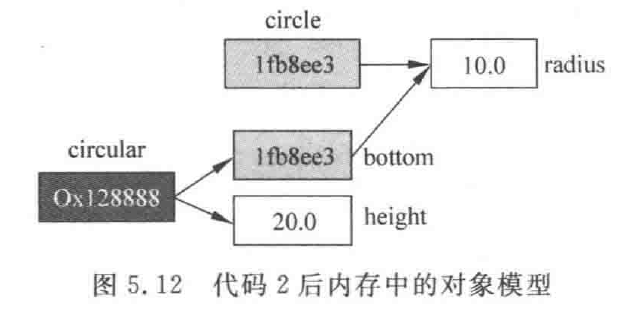 circle
1fb8ee3
10.0
radius
circular
1fb8ee3
bottom
Ox128888
20.0
height
图 5.12 代码 2 后内存中的对象模型